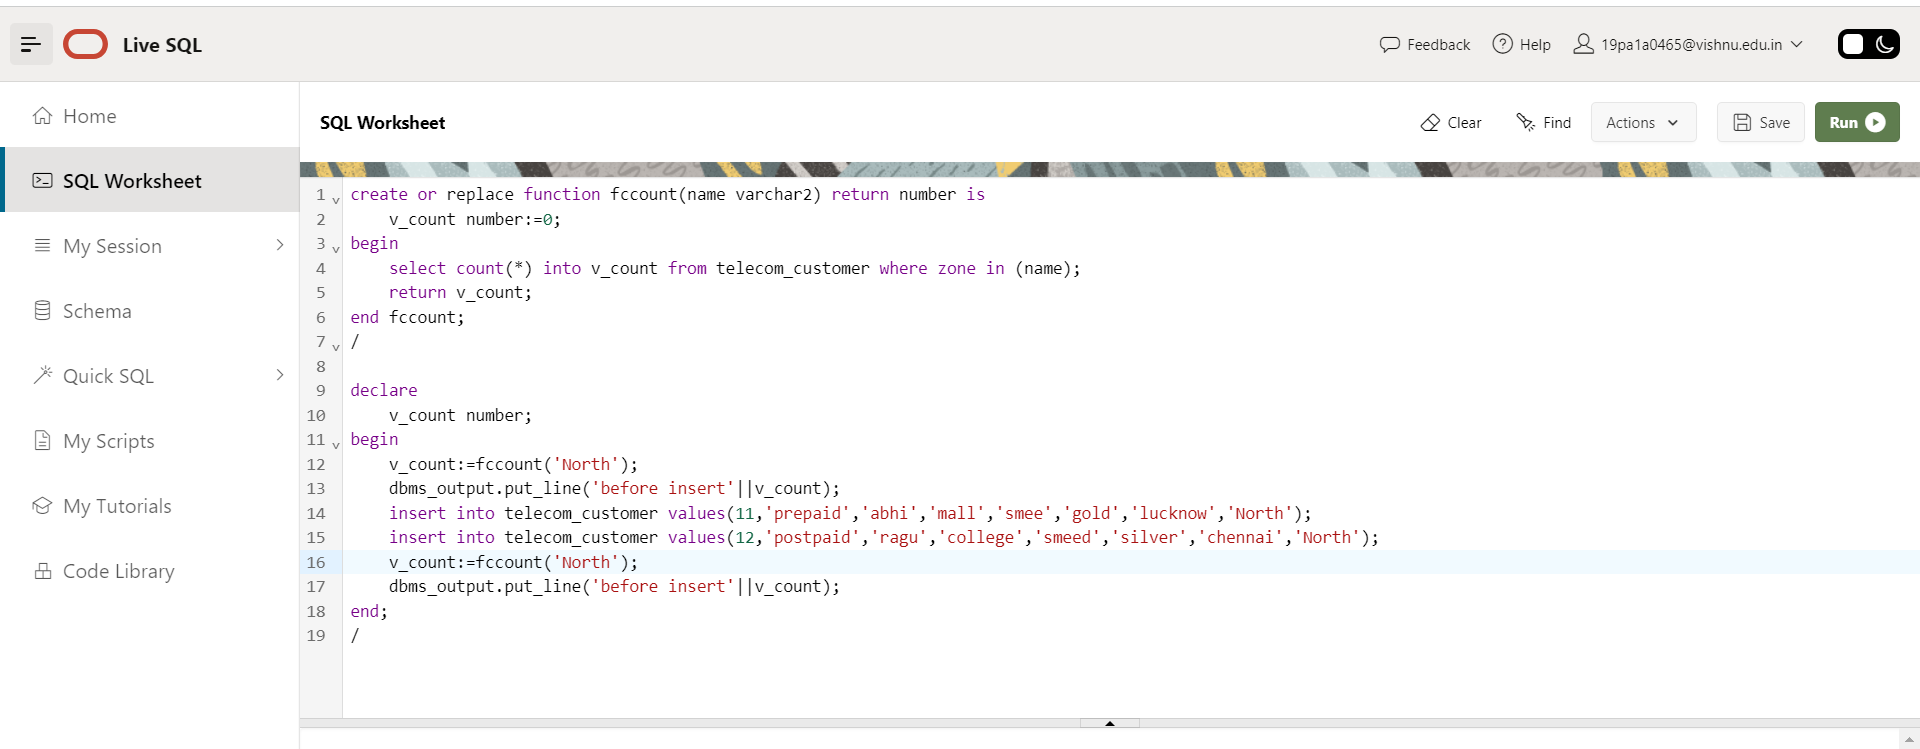 Live SQL
Feedback
Help
19pa1a0465@vishnu.edu.in
Home
SQL Worksheet
My Session
Schema
Quick SQL
My Scripts
My Tutorials
Code Library
SQL Worksheet
Clear
Find
Actions
Save
Run
1 create or replace function fccount(name varchar2) return number is
2     v_count number:=0;
3 begin
4     select count(*) into v_count from telecom_customer where zone in (name);
5     return v_count;
6 end fccount;
7 /
8
9 declare
10     v_count number;
11 begin
12     v_count:=fccount('North');
13     dbms_output.put_line('before insert'||v_count);
14     insert into telecom_customer values(11,'prepaid','abhi','mall','smee','gold','lucknow','North');
15     insert into telecom_customer values(12,'postpaid','ragu','college','smeed','silver','chennai','North');
16     v_count:=fccount('North');
17     dbms_output.put_line('before insert'||v_count);
18 end;
19 /